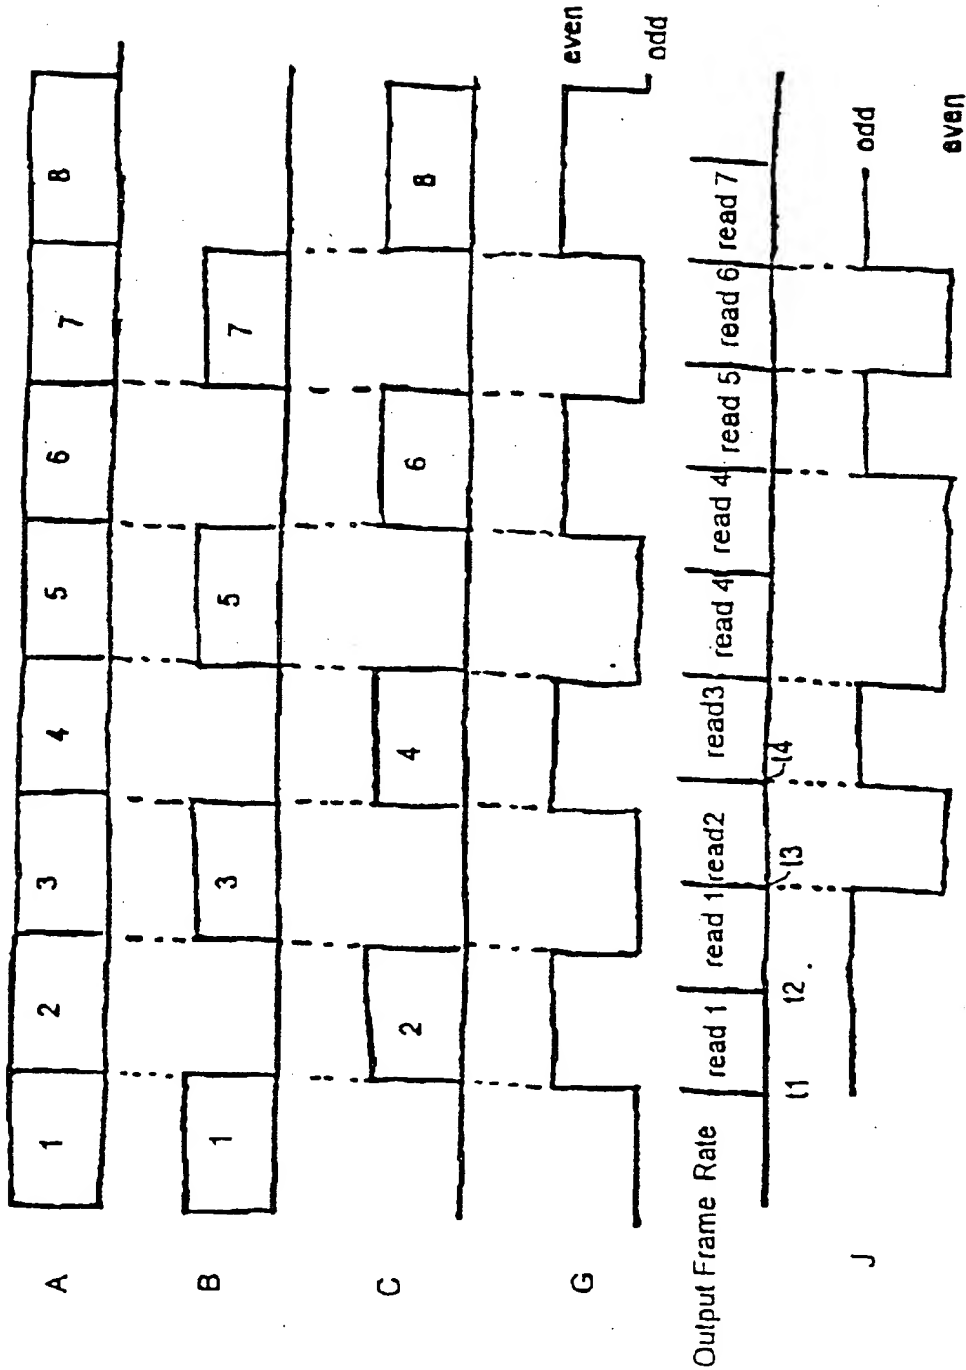 A 1 2 3 4 5 6 7 8
B 1 3 5 7
C 2 4 6 8
G even
odd
Output Frame Rate read 1 read 1 read2 read3 read 4 read 4 read 5 read 6 read 7
t1 t2 t3 t4
J odd
even